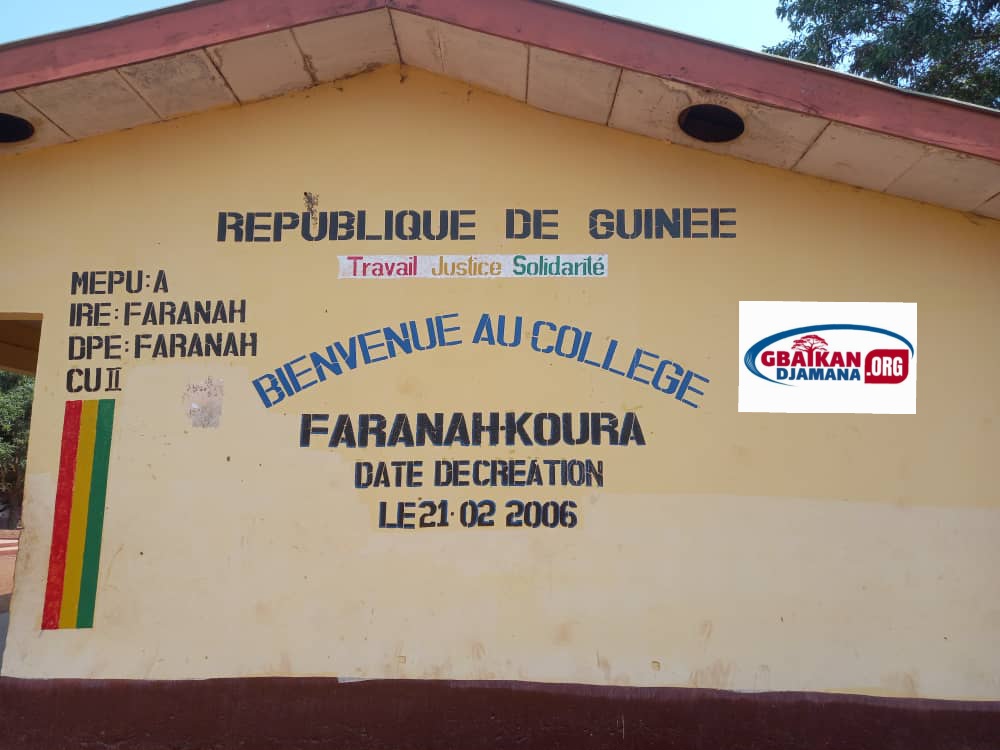 REPUBLIQUE DE GUINEE
Travail Justice Solidarité
MEPU:A
IRE: FARANAH
DPE: FARANAH
CU II
BIENVENUE AU COLLEGE
FARANAH-KOURA
DATE DECREATION
LE 21·02 2006
GBAIKAN
DJAMANA
.ORG